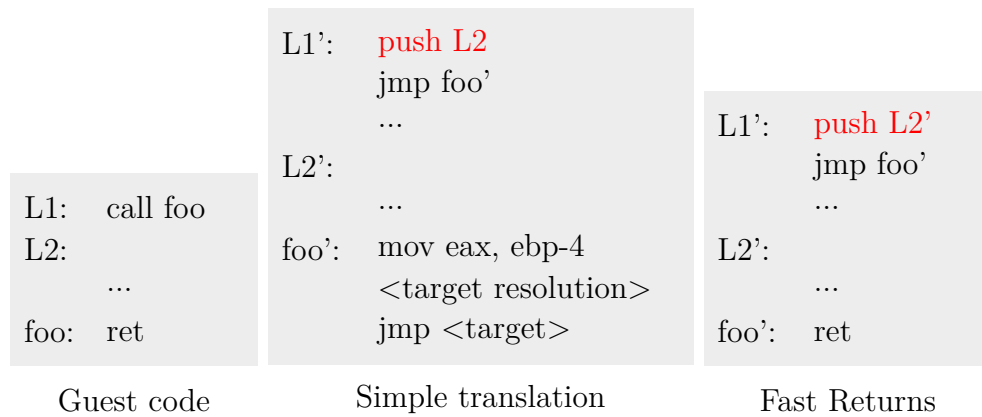 L1: call foo
L2:
...
foo: ret
Guest code
L1’: push L2
jmp foo’
...
L2’:
...
foo’: mov eax, ebp-4
<target resolution>
jmp <target>
Simple translation
L1’: push L2’
jmp foo’
...
L2’:
...
foo’: ret
Fast Returns